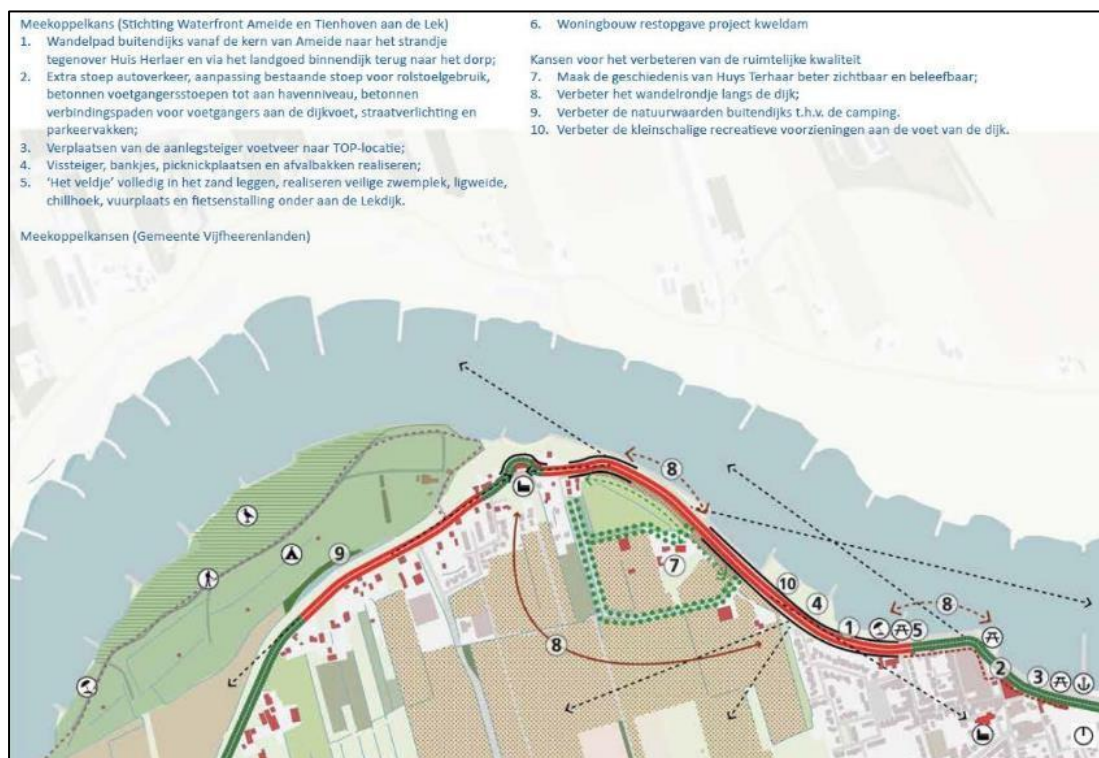 Meekoppelkans (Stichting Waterfront Ameide en Tienhoven aan de Lek)
1. Wandelpad buitendijks vanaf de kern van Ameide naar het strandje
tegenover Huis Herlaer en via het landgoed binnendijk terug naar het dorp;
2. Extra stoep autoverkeer, aanpassing bestaande stoep voor rolstoelgebruik,
betonnen voetgangersstoepen tot aan havenniveau, betonnen
verbindingspaden voor voetgangers aan de dijkvoet, straatverlichting en
parkeervakken;
3. Verplaatsen van de aanlegsteiger voetveer naar TOP-locatie;
4. Vissteiger, bankjes, picknickplaatsen en afvalbakken realiseren;
5. ‘Het veldje’ volledig in het zand leggen, realiseren veilige zwemplek, ligweide,
chillhoek, vuurplaats en fietsenstalling onder aan de Lekdijk.
Meekoppelkansen (Gemeente Vijfheerenlanden)
6. Woningbouw restopgave project kweldam
Kansen voor het verbeteren van de ruimtelijke kwaliteit
7. Maak de geschiedenis van Huys Terhaar beter zichtbaar en beleefbaar;
8. Verbeter het wandelrondje langs de dijk;
9. Verbeter de natuurwaarden buitendijks t.h.v. de camping.
10. Verbeter de kleinschalige recreatieve voorzieningen aan de voet van de dijk.
8
9
7
10
4
8
1
5
8
2
3